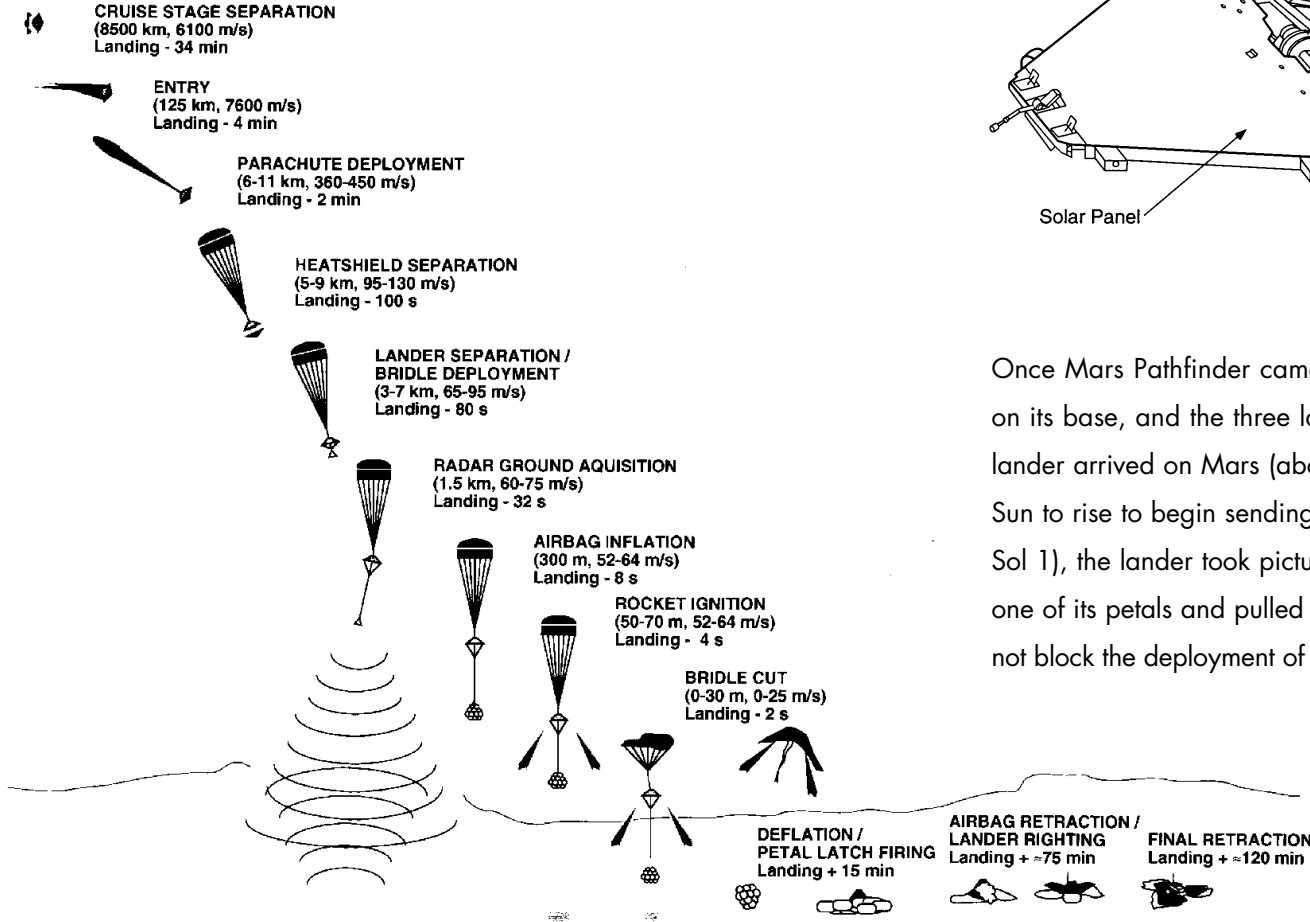 CRUISE STAGE SEPARATION
(8500 km, 6100 m/s)
Landing - 34 min
ENTRY
(125 km, 7600 m/s)
Landing - 4 min
PARACHUTE DEPLOYMENT
(6-11 km, 360-450 m/s)
Landing - 2 min
HEATSHIELD SEPARATION
(5-9 km, 95-130 m/s)
Landing - 100 s
LANDER SEPARATION /
BRIDLE DEPLOYMENT
(3-7 km, 65-95 m/s)
Landing - 80 s
RADAR GROUND AQUISITION
(1.5 km, 60-75 m/s)
Landing - 32 s
AIRBAG INFLATION
(300 m, 52-64 m/s)
Landing - 8 s
ROCKET IGNITION
(50-70 m, 52-64 m/s)
Landing - 4 s
BRIDLE CUT
(0-30 m, 0-25 m/s)
Landing - 2 s
DEFLATION /
PETAL LATCH FIRING
Landing + 15 min
AIRBAG RETRACTION /
LANDER RIGHTING
Landing + ≈75 min
FINAL RETRACTION
Landing + ≈120 min
Solar Panel
Once Mars Pathfinder
on its base, and the three
lander arrived on Mars
Sun to rise to begin sending
Sol 1), the lander took
one of its petals and pulled
not block the deployment of